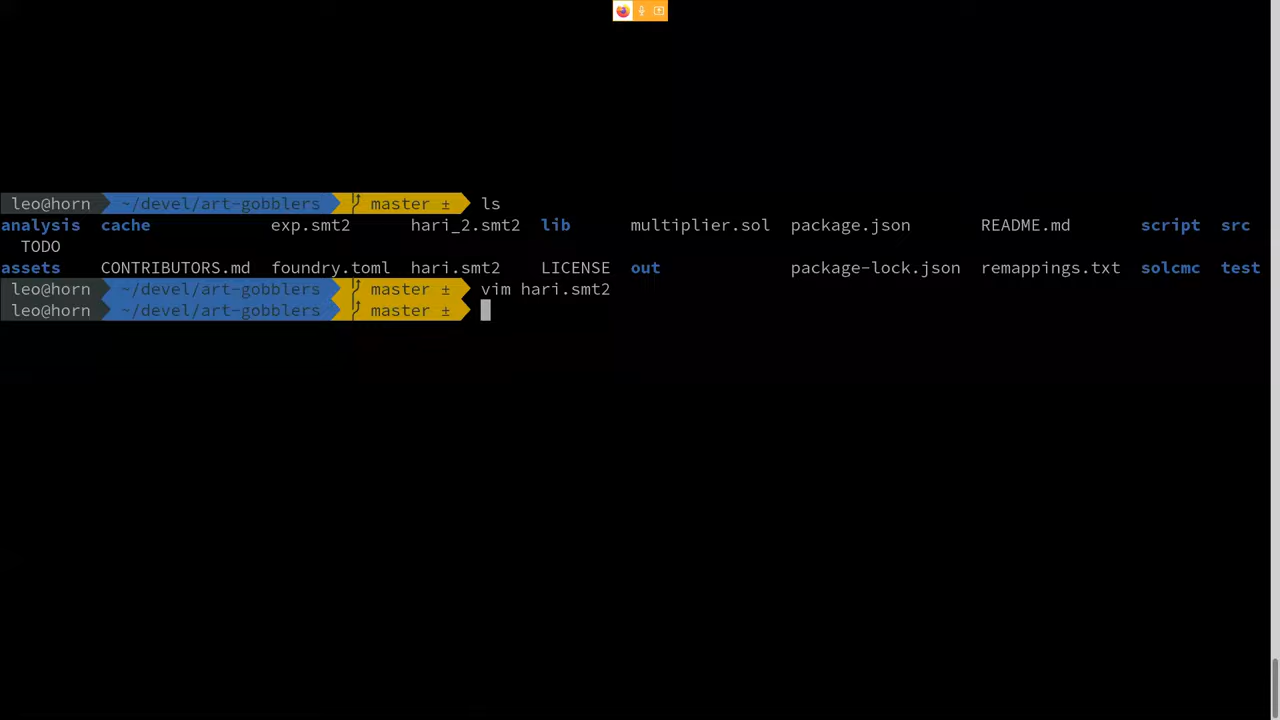 leo@horn ~/devel/art-gobblers master ± ls
analysis cache exp.smt2 hari_2.smt2 lib multiplier.sol package.json README.md script src
TODO
assets CONTRIBUTORS.md foundry.toml hari.smt2 LICENSE out package-lock.json remappings.txt solcmc test
leo@horn ~/devel/art-gobblers master ± vim hari.smt2
leo@horn ~/devel/art-gobblers master ±